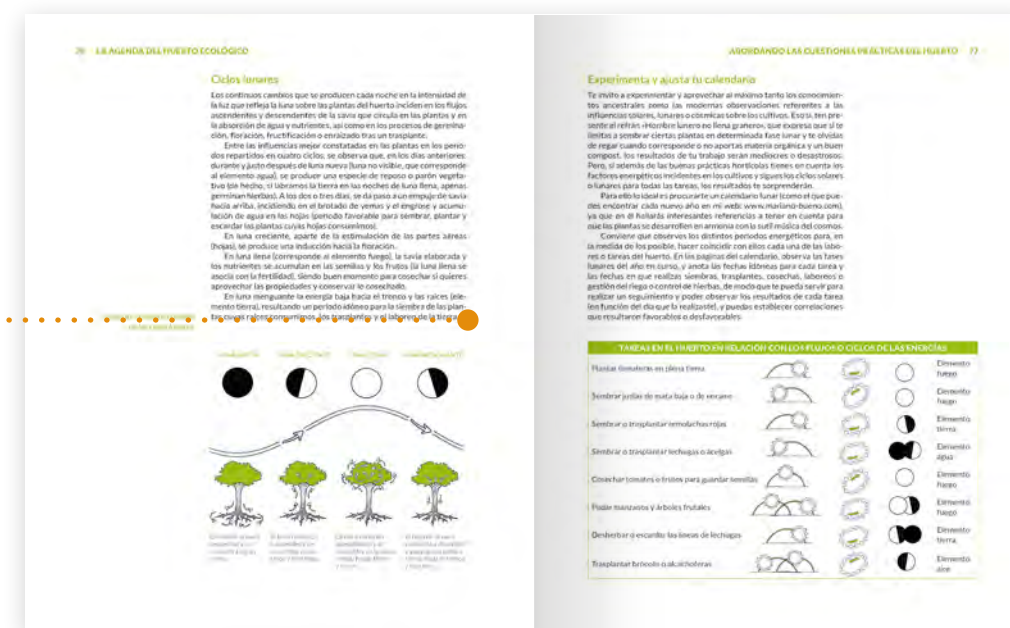 LA AGENDA DEL HUERTO ECOLÓGICO
Ciclos lunares
Los continuos cambios que se producen cada noche en la intensidad de
la luz que refleja la luna sobre las plantas del huerto inciden en los flujos
ascendentes y descendentes de la savia que circula en las plantas y en
la absorción de agua y nutrientes, así como en los procesos de germina-
ción, floración, fructificación o enraizado tras un trasplante.
Entre las influencias mejor constatadas en las plantas en los perio-
dos repartidos en cuatro ciclos, se observa que, en los días anteriores,
durante y justo después de luna nueva (luna no visible, que corresponde
al elemento agua), se produce una especie de reposo o parón vegeta-
tivo (de hecho, si labramos la tierra en las noches de luna llena, apenas
germinan hierbas). A los dos o tres días, se da paso a un empuje de savia
hacia arriba, incidiendo en el brotado de yemas y el engrose y acumu-
lación de agua en las hojas (periodo favorable para sembrar, plantar y
escardar las plantas cuyas hojas consumimos).
En luna creciente, aparte de la estimulación de las partes aéreas
(hojas), se produce una inducción hacia la floración.
En luna llena (corresponde al elemento fuego), la savia elaborada y
los nutrientes se acumulan en las semillas y los frutos (la luna llena se
asocia con la fertilidad), siendo buen momento para cosechar si quieres
aprovechar las propiedades y conservar lo cosechado.
En luna menguante la energía baja hacia el tronco y las raíces (ele-
mento tierra), resultando un periodo idóneo para la siembra de las plan-
tas cuyas raíces consumimos, los trasplantes y el laboreo de la tierra.
ABORDANDO LAS CUESTIONES PRÁCTICAS DEL HUERTO
Experimenta y ajusta tu calendario
Te invito a experimentar y aprovechar al máximo tanto los conocimien-
tos ancestrales como las modernas observaciones referentes a las
influencias solares, lunares o cósmicas sobre los cultivos. Eso sí, ten pre-
sente el refrán «Hombre lunero no llena granero», que expresa que si te
limitas a sembrar ciertas plantas en determinada fase lunar y te olvidas
de regar cuando corresponde o no aportas materia orgánica y un buen
compost, los resultados de tu trabajo serán mediocres o desastrosos.
Pero, si además de las buenas prácticas hortícolas tienes en cuenta los
factores energéticos incidentes en los cultivos y sigues los ciclos solares
o lunares para todas las tareas, los resultados te sorprenderán.
Para ello lo ideal es procurarte un calendario lunar (como el que pue-
des encontrar cada nuevo año en mi web: www.mariano-bueno.com),
ya que en él hallarás interesantes referencias a tener en cuenta para
que las plantas se desarrollen en armonía con la sutil música del cosmos.
Conviene que observes los distintos periodos energéticos para, en
la medida de los posible, hacer coincidir con ellos cada una de las labo-
res o tareas del huerto. En las páginas del calendario, observa las fases
lunares del año en curso, y anota las fechas idóneas para cada tarea y
las fechas en que realizas siembras, trasplantes, cosechas, laboreos o
gestión del riego o control de hierbas, de modo que te pueda servir para
realizar un seguimiento y poder observar los resultados de cada tarea
(en función del día que la realizaste), y puedas establecer correlaciones
que resultaron favorables o desfavorables.
TAREAS EN EL HUERTO EN RELACIÓN CON LOS FLUJOS O CICLOS DE LAS ENERGÍAS
Plantar tomateras en plena tierra
Elemento
fuego
Sembrar judías de mata baja o de verano
Elemento
fuego
Sembrar o trasplantar remolachas rojas
Elemento
tierra
Sembrar o trasplantar lechugas o acelgas
Elemento
agua
Cosechar tomates o frutos para guardar semillas
Elemento
fuego
Podar manzanos y árboles frutales
Elemento
fuego
Desherbar o escardar las líneas de lechugas
Elemento
tierra
Trasplantar brócolo o alcachoferas
Elemento
aire